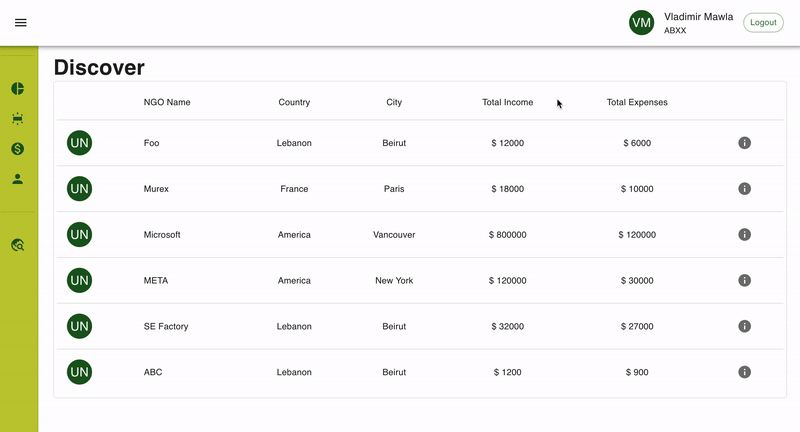 VM Vladimir Mawla ABXX Logout
Discover
NGO Name Country City Total Income Total Expenses
UN Foo Lebanon Beirut $ 12000 $ 6000
UN Murex France Paris $ 18000 $ 10000
UN Microsoft America Vancouver $ 800000 $ 120000
UN META America New York $ 120000 $ 30000
UN SE Factory Lebanon Beirut $ 32000 $ 27000
UN ABC Lebanon Beirut $ 1200 $ 900